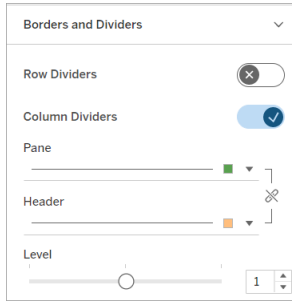 Borders and Dividers
Row Dividers
Column Dividers
Pane
Header
Level
1